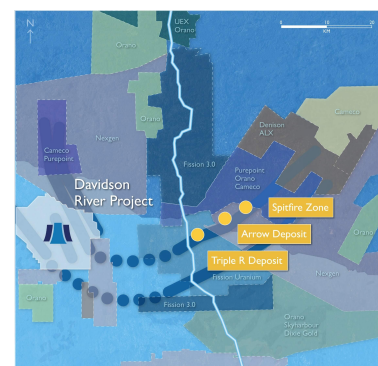 N
UEX
Orano
0
10
20
KM
Orano
Orano
Cameco
Nexgen
Denison
ALX
Cameco
Purepoint
Fission 3.0
Purepoint
Orano
Cameco
Davidson
River Project
Spitfire Zone
Arrow Deposit
Orano
Triple R Deposit
Nexgen
Fission Uranium
Orano
Fission 3.0
Orano
Skyharbour
Dixie Gold